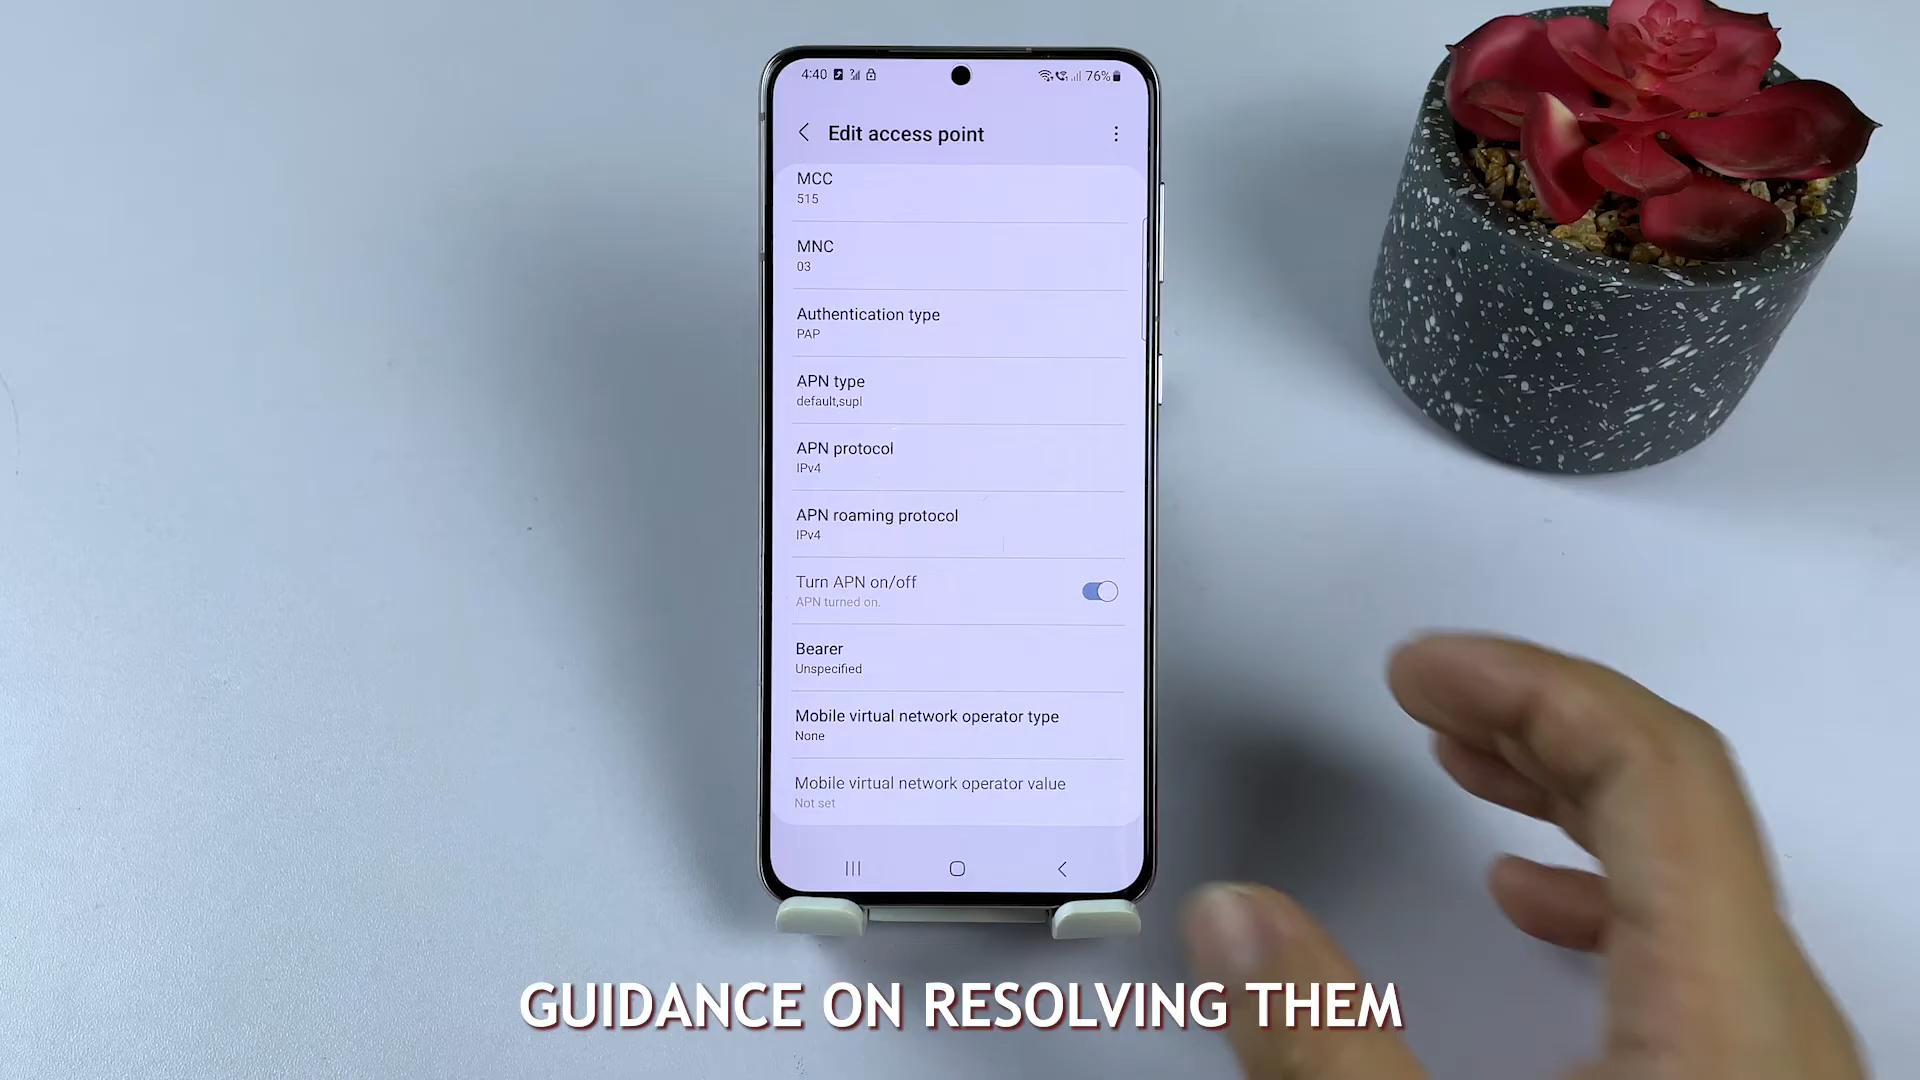 4:40
76%
Edit access point
MCC
515
MNC
03
Authentication type
PAP
APN type
default,supl
APN protocol
IPv4
APN roaming protocol
IPv4
Turn APN on/off
APN turned on.
Bearer
Unspecified
Mobile virtual network operator type
None
Mobile virtual network operator value
Not set
GUIDANCE ON RESOLVING THEM